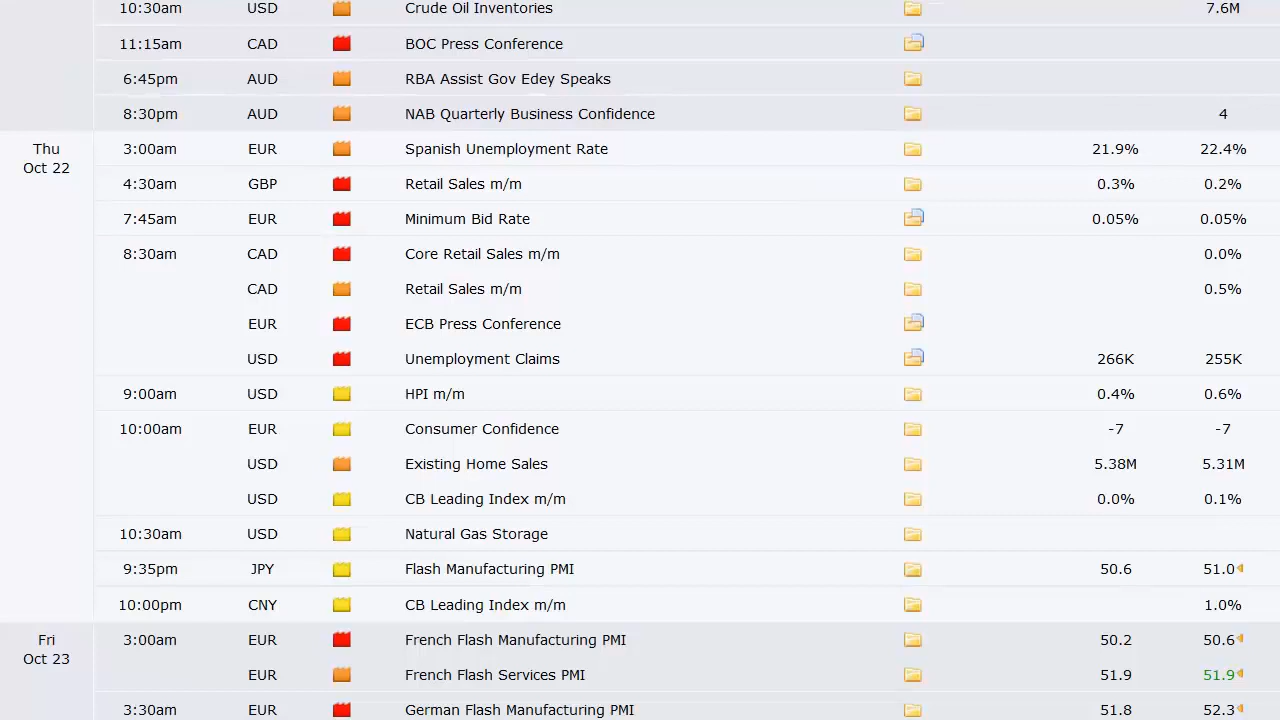 10:30am USD Crude Oil Inventories 7.6M
11:15am CAD BOC Press Conference
6:45pm AUD RBA Assist Gov Edey Speaks
8:30pm AUD NAB Quarterly Business Confidence 4
Thu Oct 22 3:00am EUR Spanish Unemployment Rate 21.9% 22.4%
4:30am GBP Retail Sales m/m 0.3% 0.2%
7:45am EUR Minimum Bid Rate 0.05% 0.05%
8:30am CAD Core Retail Sales m/m 0.0%
CAD Retail Sales m/m 0.5%
EUR ECB Press Conference
USD Unemployment Claims 266K 255K
9:00am USD HPI m/m 0.4% 0.6%
10:00am EUR Consumer Confidence -7 -7
USD Existing Home Sales 5.38M 5.31M
USD CB Leading Index m/m 0.0% 0.1%
10:30am USD Natural Gas Storage
9:35pm JPY Flash Manufacturing PMI 50.6 51.0
10:00pm CNY CB Leading Index m/m 1.0%
Fri Oct 23 3:00am EUR French Flash Manufacturing PMI 50.2 50.6
EUR French Flash Services PMI 51.9 51.9
3:30am EUR German Flash Manufacturing PMI 51.8 52.3